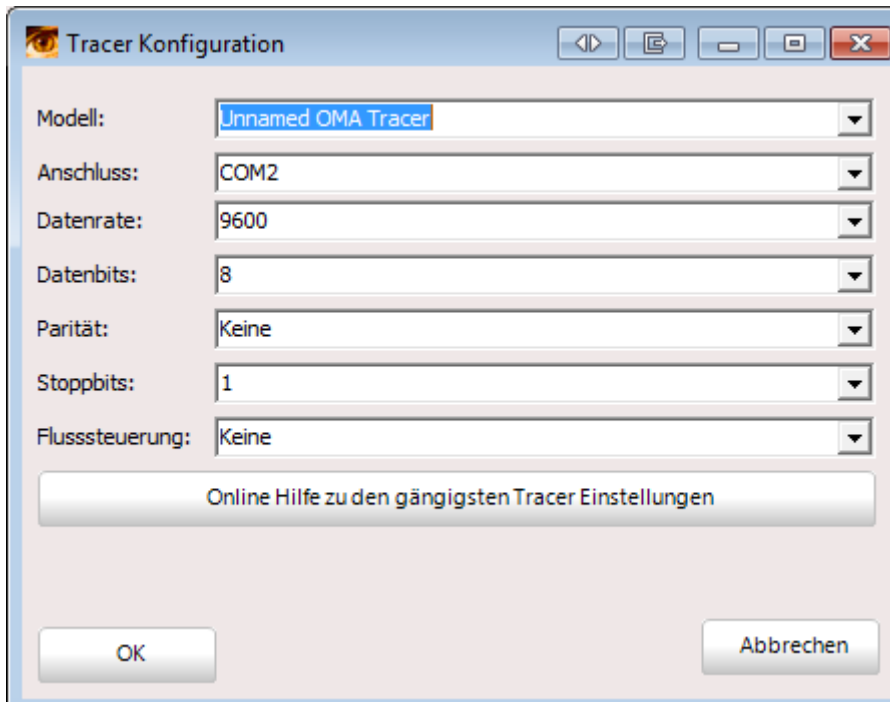 Tracer Konfiguration
Modell: Unnamed OMA Tracer
Anschluss: COM2
Datenrate: 9600
Datenbits: 8
Parität: Keine
Stoppbits: 1
Flusssteuerung: Keine
Online Hilfe zu den gängigsten Tracer Einstellungen
OK Abbrechen